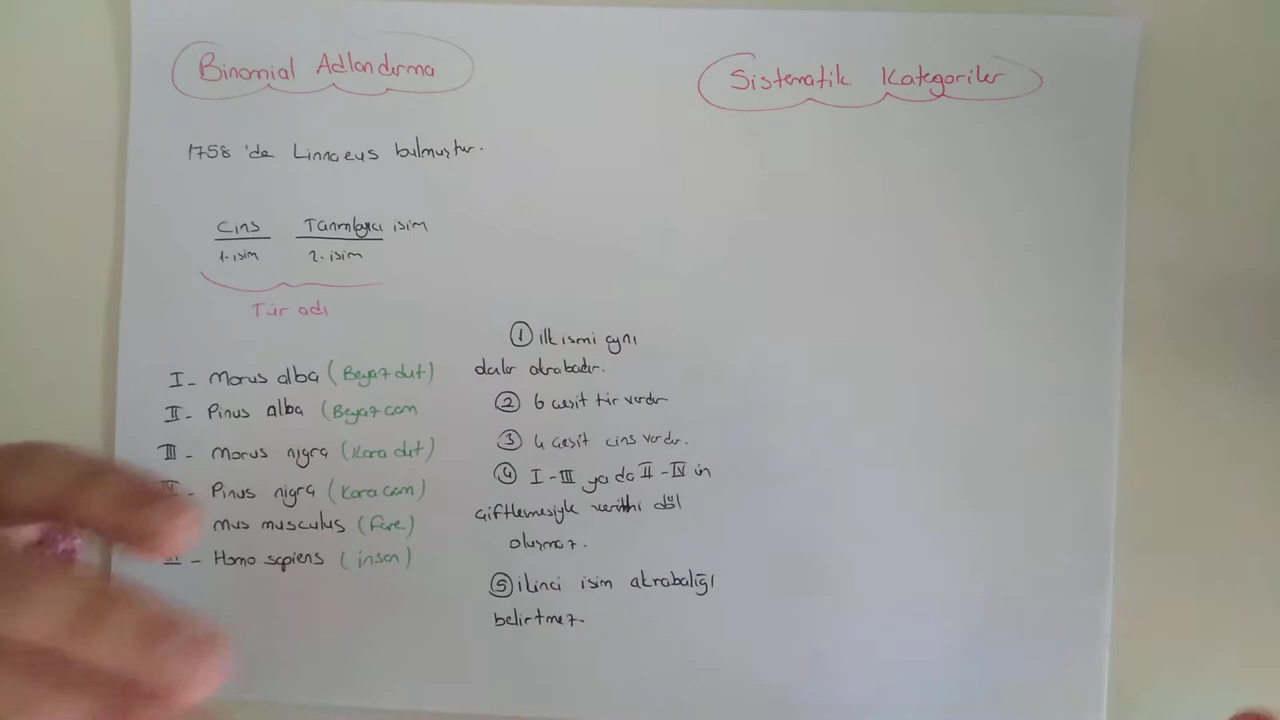 Binomial Adlandırma
Sistematik Kategoriler
1758 'de Linnaeus bulmuştur.
Cins Tanımlayıcı isim
1. isim 2. isim
Tür adı
I - Morus alba (Beyaz dut)
II - Pinus alba (Beyaz çam
III - Morus nigra (Kara dut)
IV - Pinus nigra (Kara çam)
mus musculus (fare)
- Homo sapiens (insan)
① ilk ismi aynı
olanlar akrabadır.
② 6 çeşit tür vardır
③ 4 çeşit cins vardır.
④ I-III ya da II-IV ün
çiftleşmesiyle verimli döl
oluşmaz.
⑤ ikinci isim akrabalığı
belirtmez.